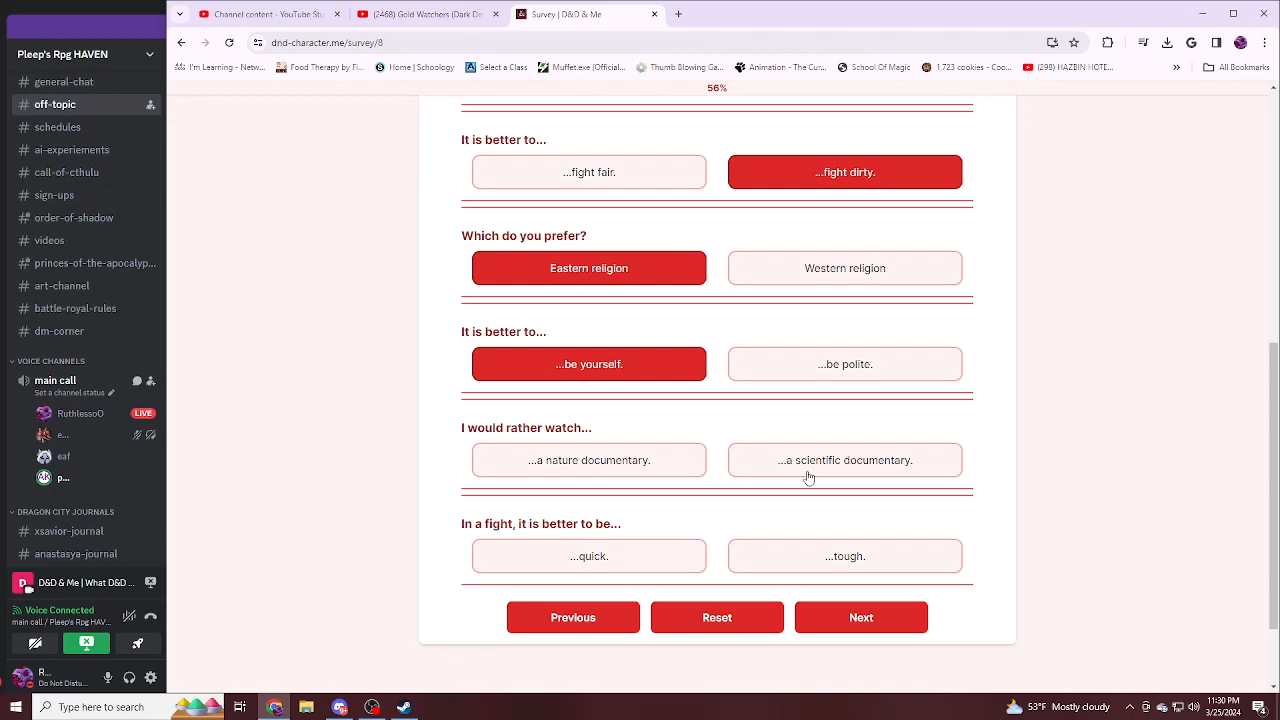 Pleep's Rpg HAVEN
general-chat
off-topic
schedules
ai-experiments
call-of-cthulu
sign-ups
order-of-shadow
videos
princes-of-the-apocalyp...
art-channel
battle-royal-rules
dm-corner
VOICE CHANNELS
main call
Set a channel status
RuthlessoO
LIVE
e...
eaf
p...
DRAGON CITY JOURNALS
xsavior-journal
anastasya-journal
D
D&D & Me | What D&D ...
Voice Connected
main call / Pleep's Rpg HAV...
R...
Do Not Distu...
Channel content - YouTube Stu
(2468) Gold Watchers (Dark De
Survey | D&D & Me
dnd-character.me/survey/8
I'm Learning - Netw...
Food Therapy by Fi...
Home | Schoology
Select a Class
Muffet.exe (Official...
Thumb Blowing Ga...
Animation - The Cur...
School Of Magic
1,723 cookies - Coo...
(298) HAZBIN HOTE...
All Bookmarks
56%
It is better to...
...fight fair.
...fight dirty.
Which do you prefer?
Eastern religion
Western religion
It is better to...
...be yourself.
...be polite.
I would rather watch...
...a nature documentary.
...a scientific documentary.
In a fight, it is better to be...
...quick.
...tough.
Previous
Reset
Next
Type here to search
53°F Mostly cloudy
11:30 PM
3/25/2024